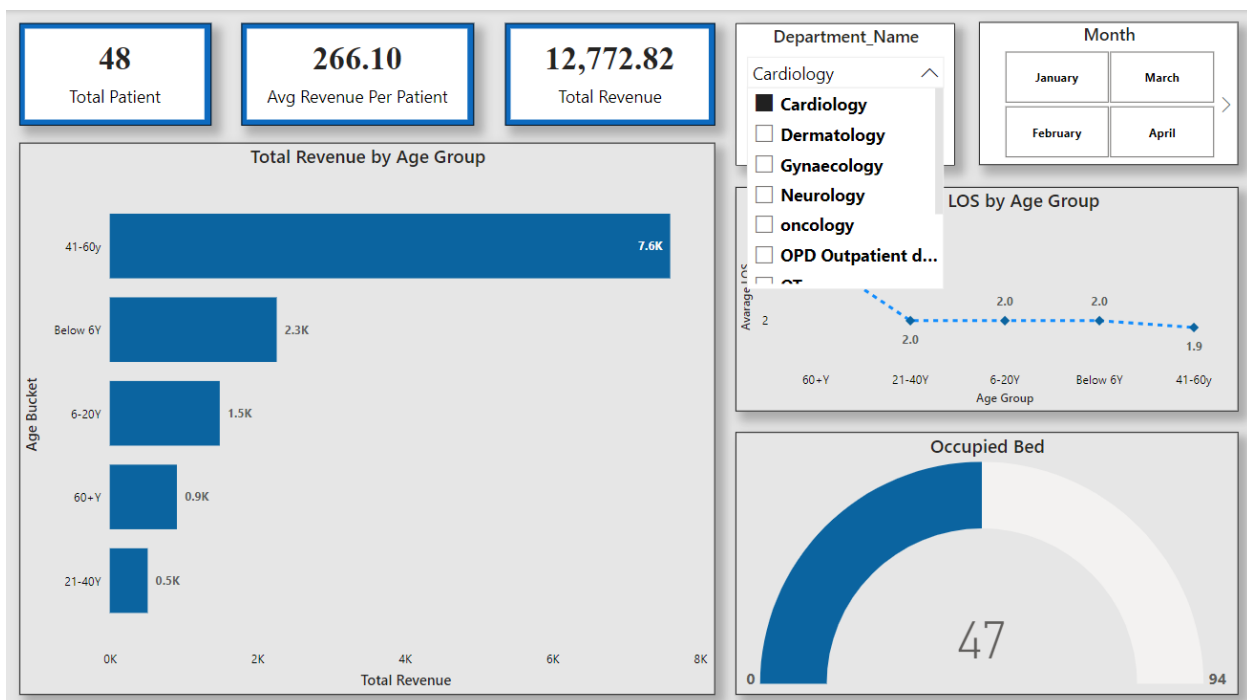 48
Total Patient
266.10
Avg Revenue Per Patient
12,772.82
Total Revenue
Department_Name
Cardiology
Cardiology
Dermatology
Gynaecology
Neurology
oncology
OPD Outpatient d...
Month
January
March
February
April
Total Revenue by Age Group
Age Bucket
41-60y
7.6K
Below 6Y
2.3K
6-20Y
1.5K
60+Y
0.9K
21-40Y
0.5K
0K
2K
4K
6K
8K
Total Revenue
LOS by Age Group
Avarage LOS
2
2.0
2.0
2.0
1.9
60+Y
21-40Y
6-20Y
Below 6Y
41-60y
Age Group
Occupied Bed
47
0
94